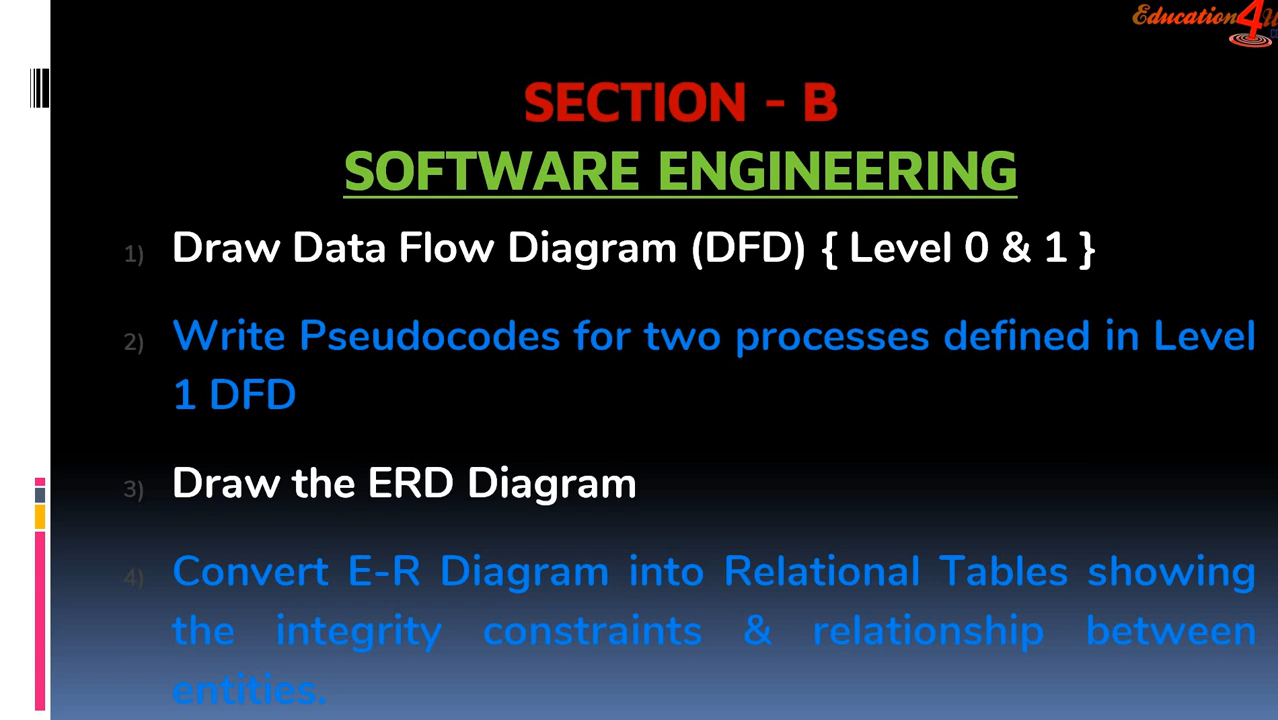 Education4U
SECTION - B
SOFTWARE ENGINEERING
1) Draw Data Flow Diagram (DFD) { Level 0 & 1 }
2) Write Pseudocodes for two processes defined in Level
1 DFD
3) Draw the ERD Diagram
4) Convert E-R Diagram into Relational Tables showing
the integrity constraints & relationship between
entities.